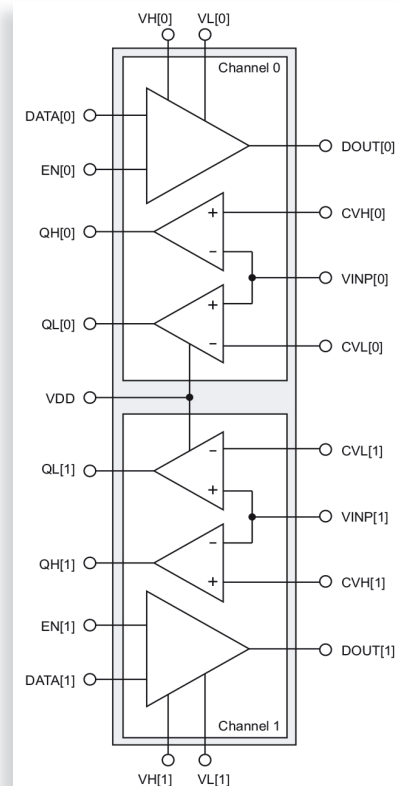 VH[0] VL[0]
Channel 0
DATA[0]
DOUT[0]
EN[0]
+ CVH[0]
QH[0]
−
VINP[0]
+
QL[0]
− CVL[0]
VDD
− CVL[1]
QL[1]
+
VINP[1]
−
QH[1]
+ CVH[1]
EN[1]
DOUT[1]
DATA[1]
Channel 1
VH[1] VL[1]